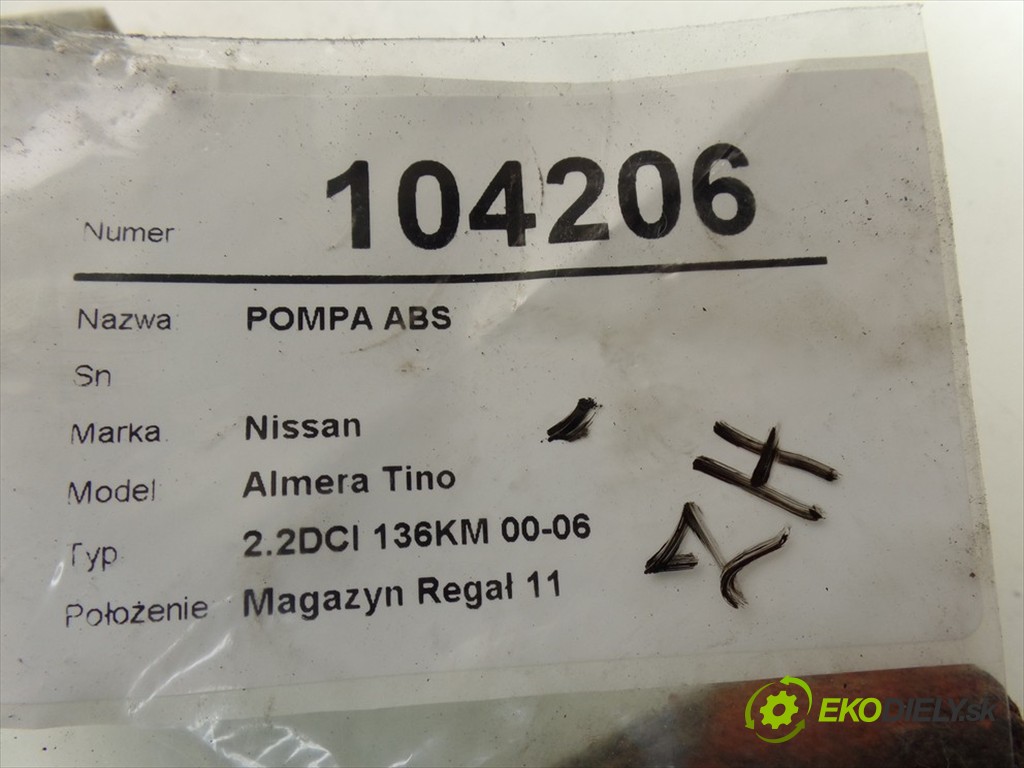 Numer 104206
Nazwa POMPA ABS
Sn
Marka Nissan
Model Almera Tino
Typ 2.2DCI 136KM 00-06
Położenie Magazyn Regał 11
EKODIELY.sk